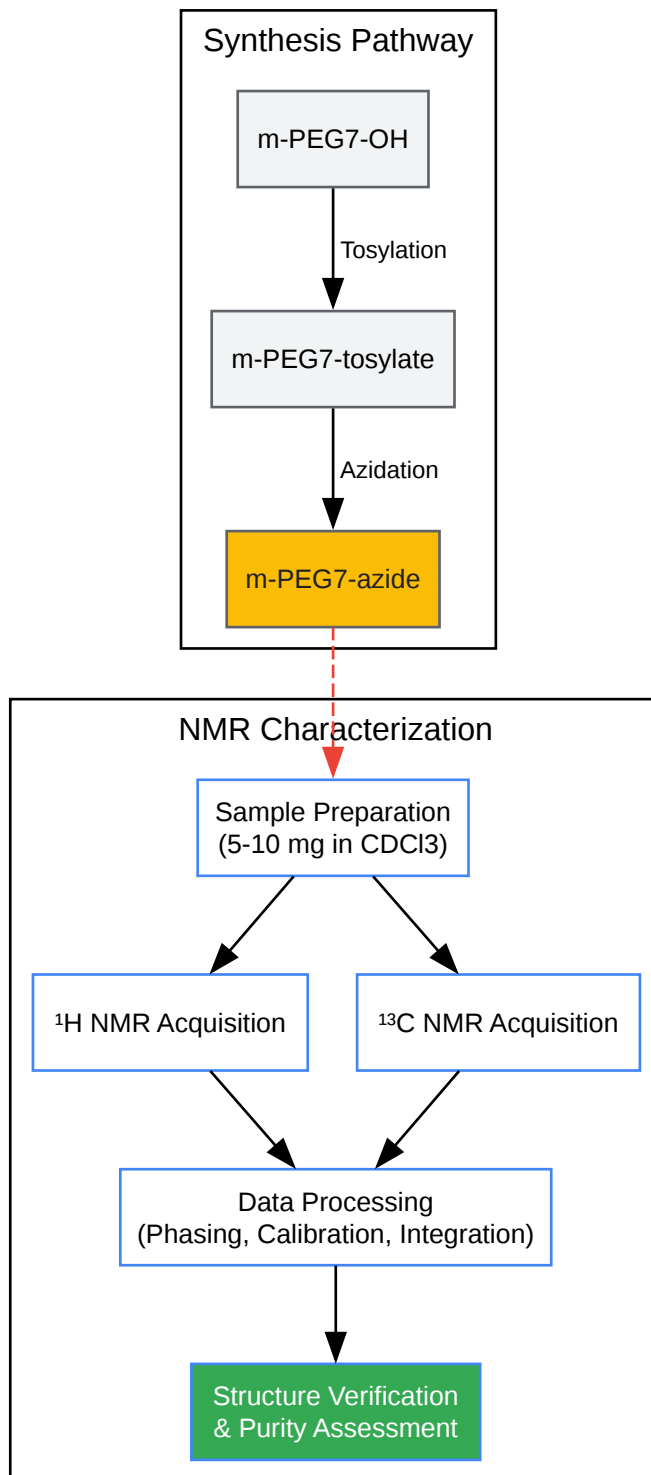 Synthesis Pathway
m-PEG7-OH
Tosylation
m-PEG7-tosylate
Azidation
m-PEG7-azide
NMR Characterization
Sample Preparation
(5-10 mg in CDCl3)
¹H NMR Acquisition
¹³C NMR Acquisition
Data Processing
(Phasing, Calibration, Integration)
Structure Verification
& Purity Assessment